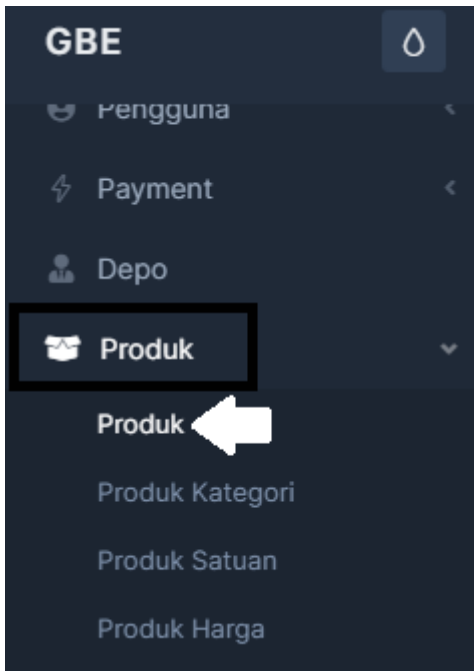 GBE
Pengguna
Payment
Depo
Produk
Produk
Produk Kategori
Produk Satuan
Produk Harga